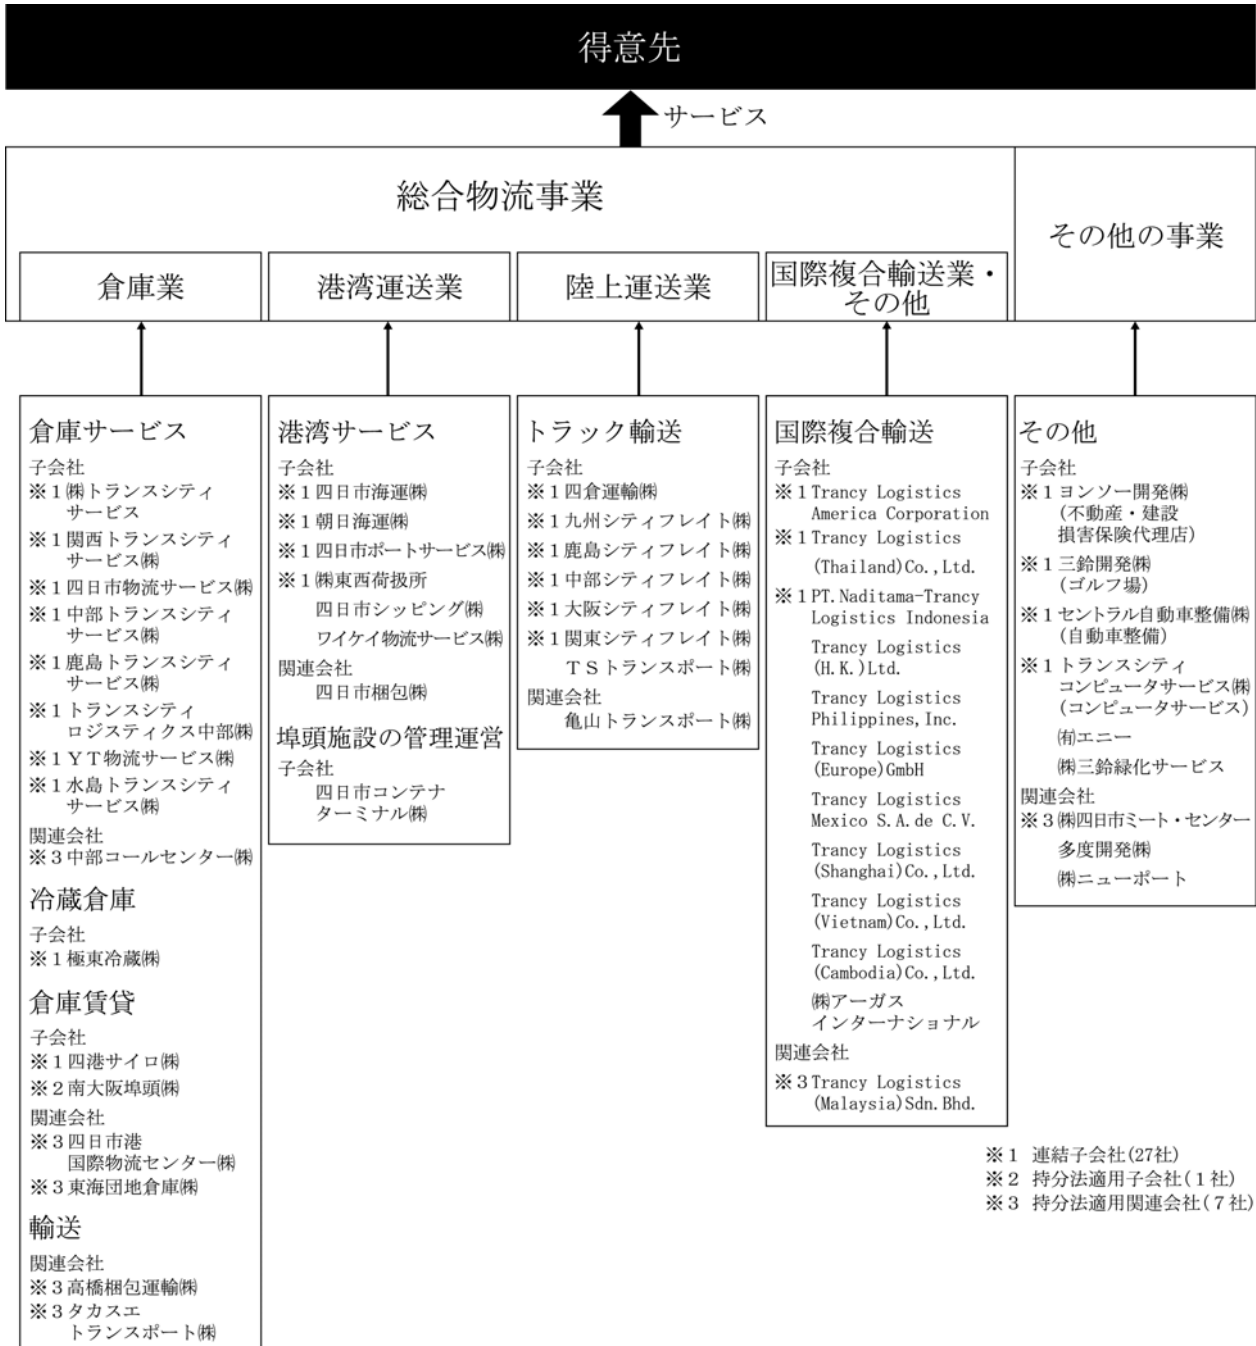 得意先
サービス
総合物流事業
その他の事業
倉庫業
港湾運送業
陸上運送業
国際複合輸送業・
その他
倉庫サービス
子会社
※1㈱トランスシティ
サービス
※1関西トランスシティ
サービス㈱
※1四日市物流サービス㈱
※1中部トランスシティ
サービス㈱
※1鹿島トランスシティ
サービス㈱
※1トランスシティ
ロジスティクス中部㈱
※1YT物流サービス㈱
※1水島トランスシティ
サービス㈱
関連会社
※3中部コールセンター㈱
冷蔵倉庫
子会社
※1極東冷蔵㈱
倉庫賃貸
子会社
※1四港サイロ㈱
※2南大阪埠頭㈱
関連会社
※3四日市港
国際物流センター㈱
※3東海団地倉庫㈱
輸送
関連会社
※3高橋梱包運輸㈱
※3タカスエ
トランスポート㈱
港湾サービス
子会社
※1四日市海運㈱
※1朝日海運㈱
※1四日市ポートサービス㈱
※1㈱東西荷扱所
四日市シッピング㈱
ワイケイ物流サービス㈱
関連会社
四日市梱包㈱
埠頭施設の管理運営
子会社
四日市コンテナ
ターミナル㈱
トラック輸送
子会社
※1四倉運輸㈱
※1九州シティフレイト㈱
※1鹿島シティフレイト㈱
※1中部シティフレイト㈱
※1大阪シティフレイト㈱
※1関東シティフレイト㈱
TSトランスポート㈱
関連会社
亀山トランスポート㈱
国際複合輸送
子会社
※1Trancy Logistics
America Corporation
※1Trancy Logistics
(Thailand)Co.,Ltd.
※1PT.Naditama-Trancy
Logistics Indonesia
Trancy Logistics
(H.K.)Ltd.
Trancy Logistics
Philippines,Inc.
Trancy Logistics
(Europe)GmbH
Trancy Logistics
Mexico S.A.de C.V.
Trancy Logistics
(Shanghai)Co.,Ltd.
Trancy Logistics
(Vietnam)Co.,Ltd.
Trancy Logistics
(Cambodia)Co.,Ltd.
㈱アーガス
インターナショナル
関連会社
※3Trancy Logistics
(Malaysia)Sdn.Bhd.
その他
子会社
※1ヨンソー開発㈱
(不動産・建設
損害保険代理店)
※1三鈴開発㈱
(ゴルフ場)
※1セントラル自動車整備㈱
(自動車整備)
※1トランスシティ
コンピュータサービス㈱
(コンピュータサービス)
㈲エニー
㈱三鈴緑化サービス
関連会社
※3㈱四日市ミート・センター
多度開発㈱
㈱ニューポート
※1 連結子会社(27社)
※2 持分法適用子会社(1社)
※3 持分法適用関連会社(7社)